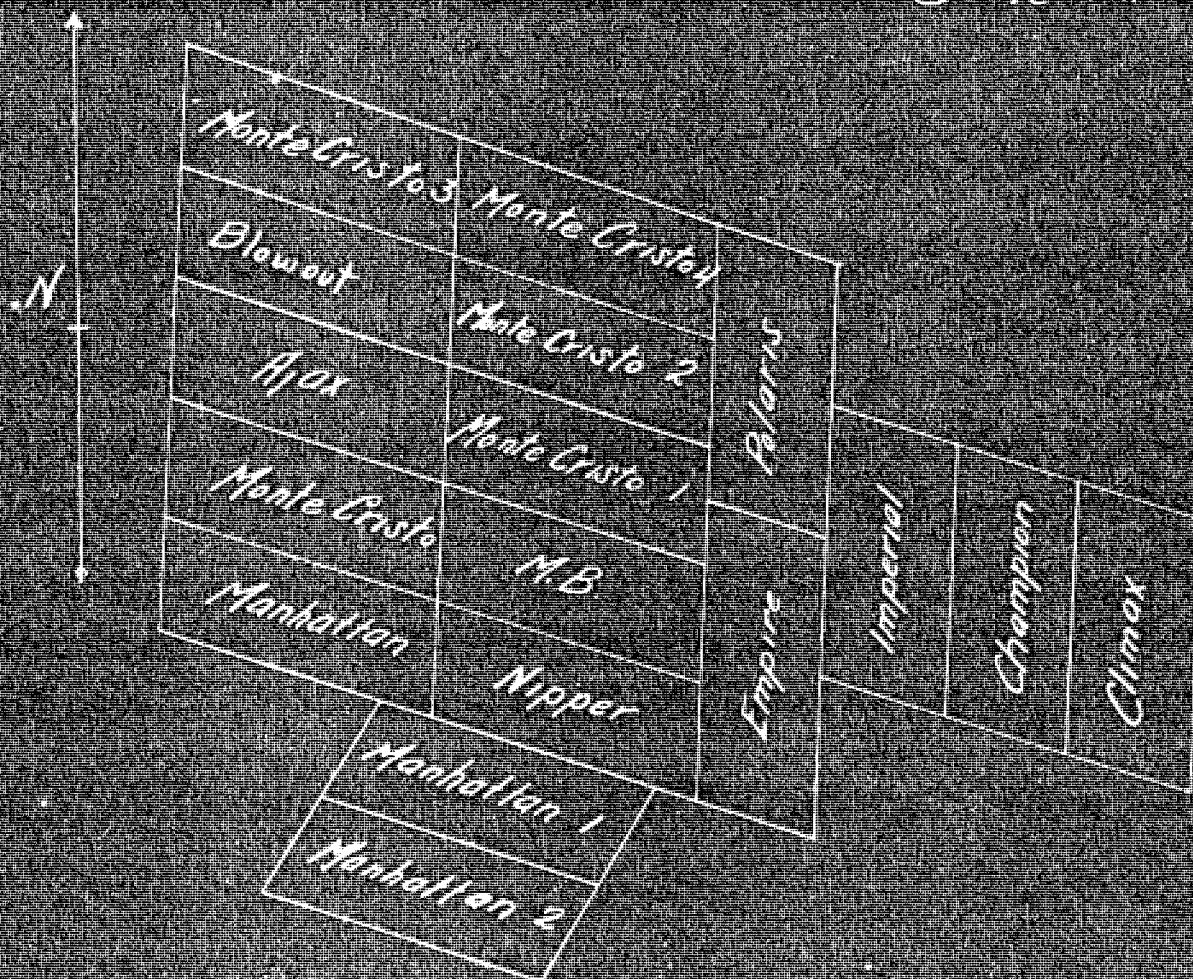 N
Monte Cristo 3
Monte Cristo 4
Blowout
Monte Cristo 2
Polaris
Ajax
Monte Cristo 1
Monte Cristo
M.B
Manhattan
Nipper
Empire
Imperial
Champion
Climax
Manhattan 1
Manhattan 2